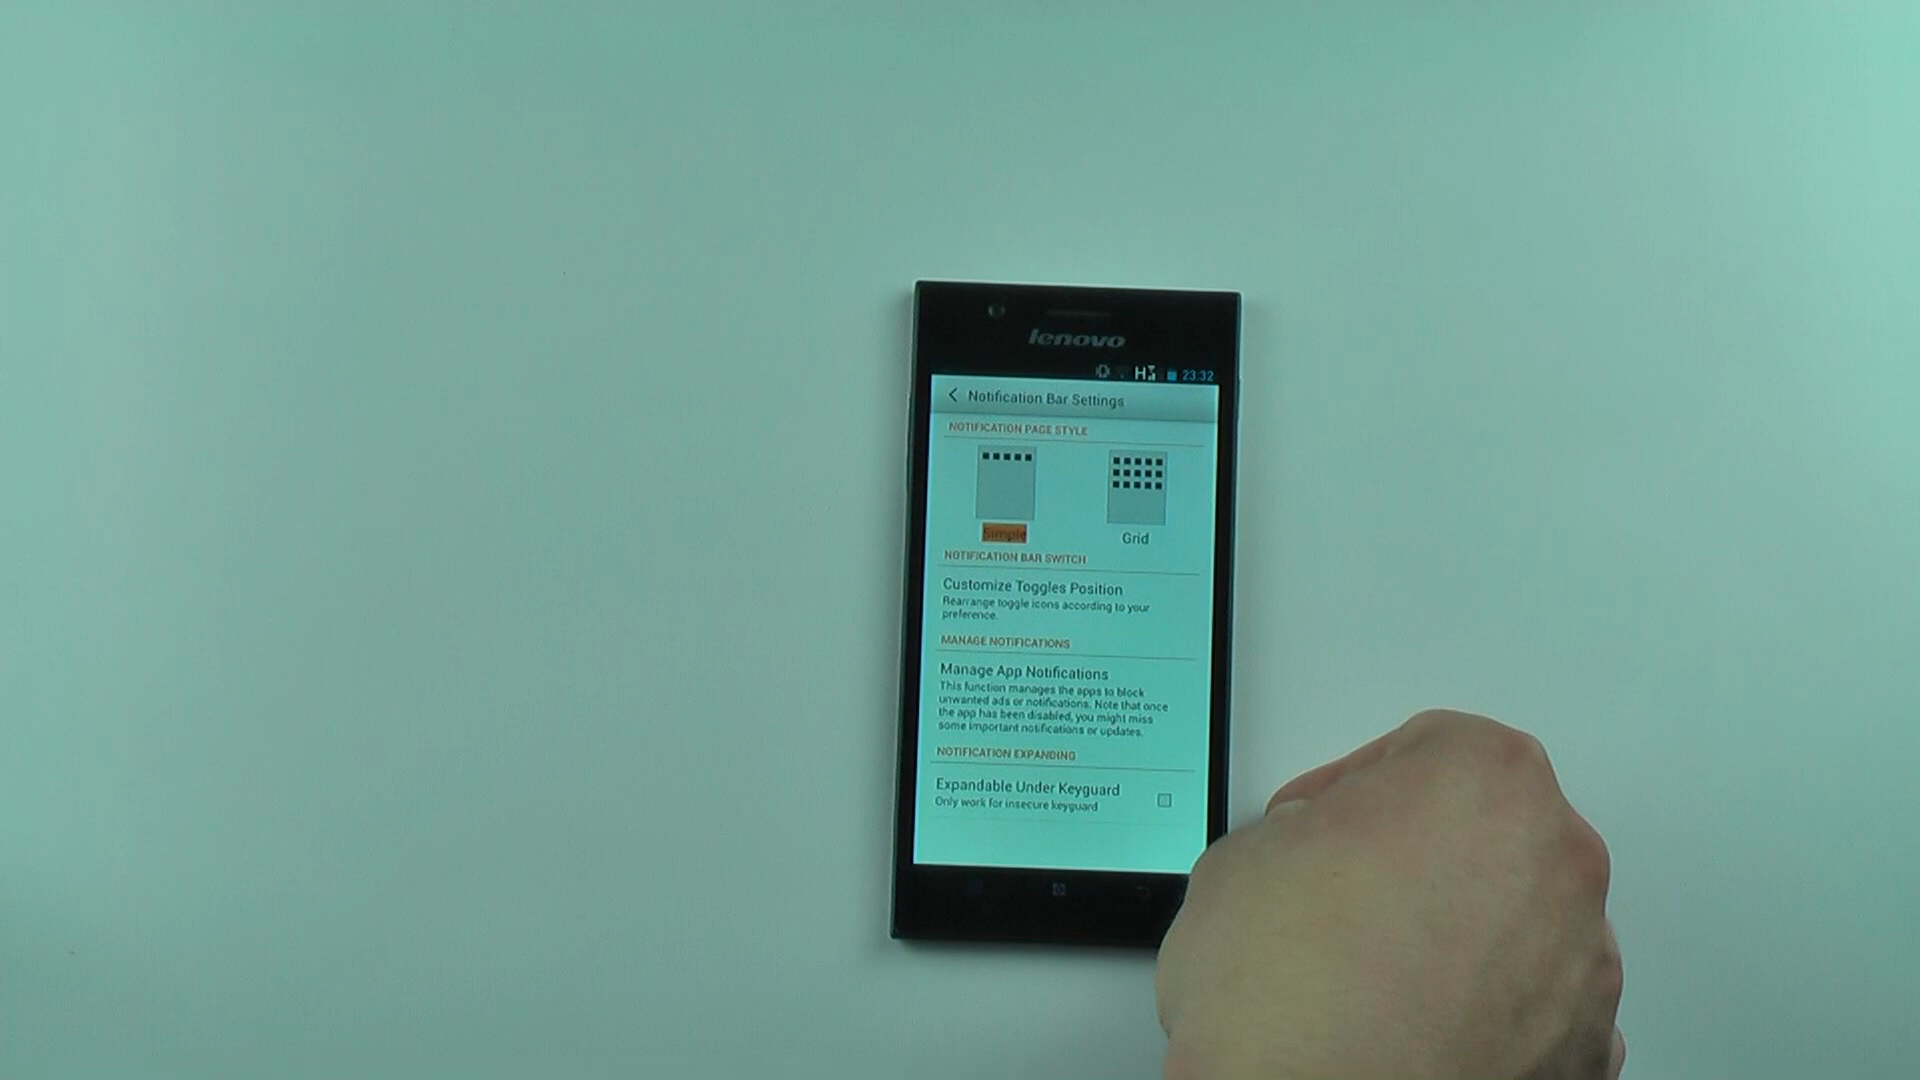 lenovo
H 23:32
Notification Bar Settings
NOTIFICATION PAGE STYLE
Simple Grid
NOTIFICATION BAR SWITCH
Customize Toggles Position
Rearrange toggle icons according to your
preference.
MANAGE NOTIFICATIONS
Manage App Notifications
This function manages the apps to block
unwanted ads or notifications. Note that once
the app has been disabled, you might miss
some important notifications or updates.
NOTIFICATION EXPANDING
Expandable Under Keyguard
Only work for insecure keyguard